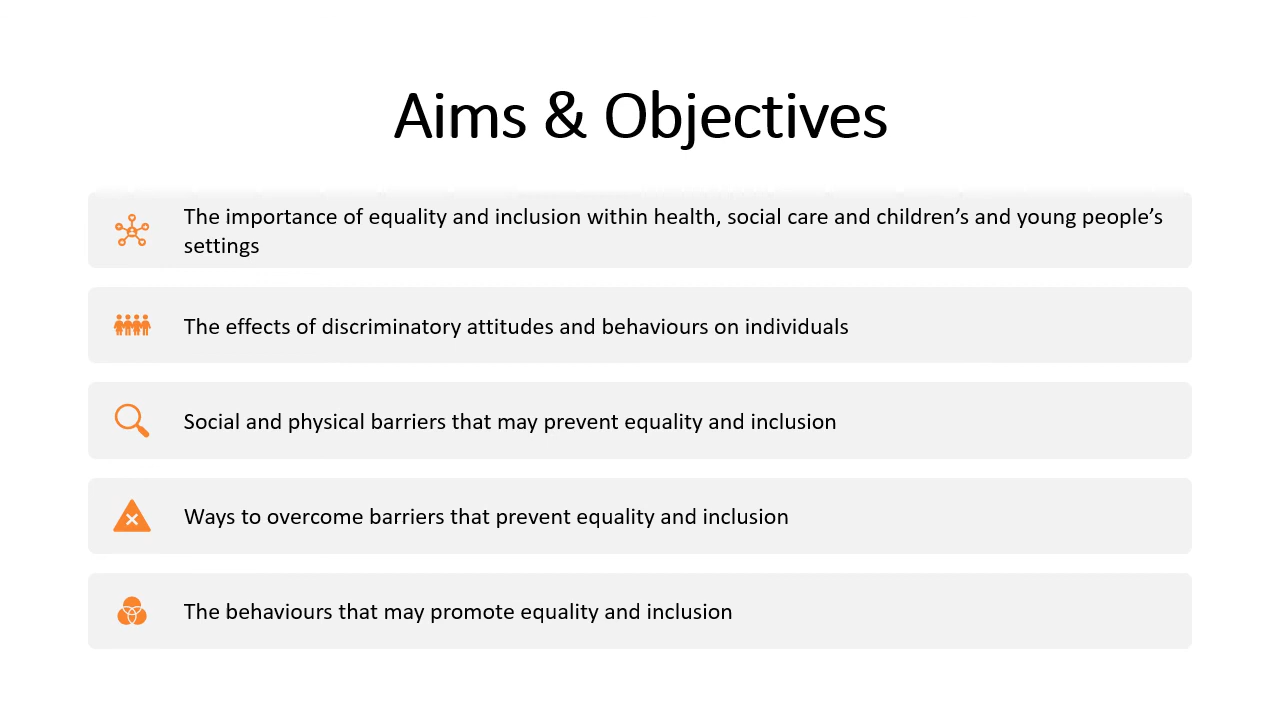 Aims & Objectives
The importance of equality and inclusion within health, social care and children’s and young people’s
settings
The effects of discriminatory attitudes and behaviours on individuals
Social and physical barriers that may prevent equality and inclusion
Ways to overcome barriers that prevent equality and inclusion
The behaviours that may promote equality and inclusion